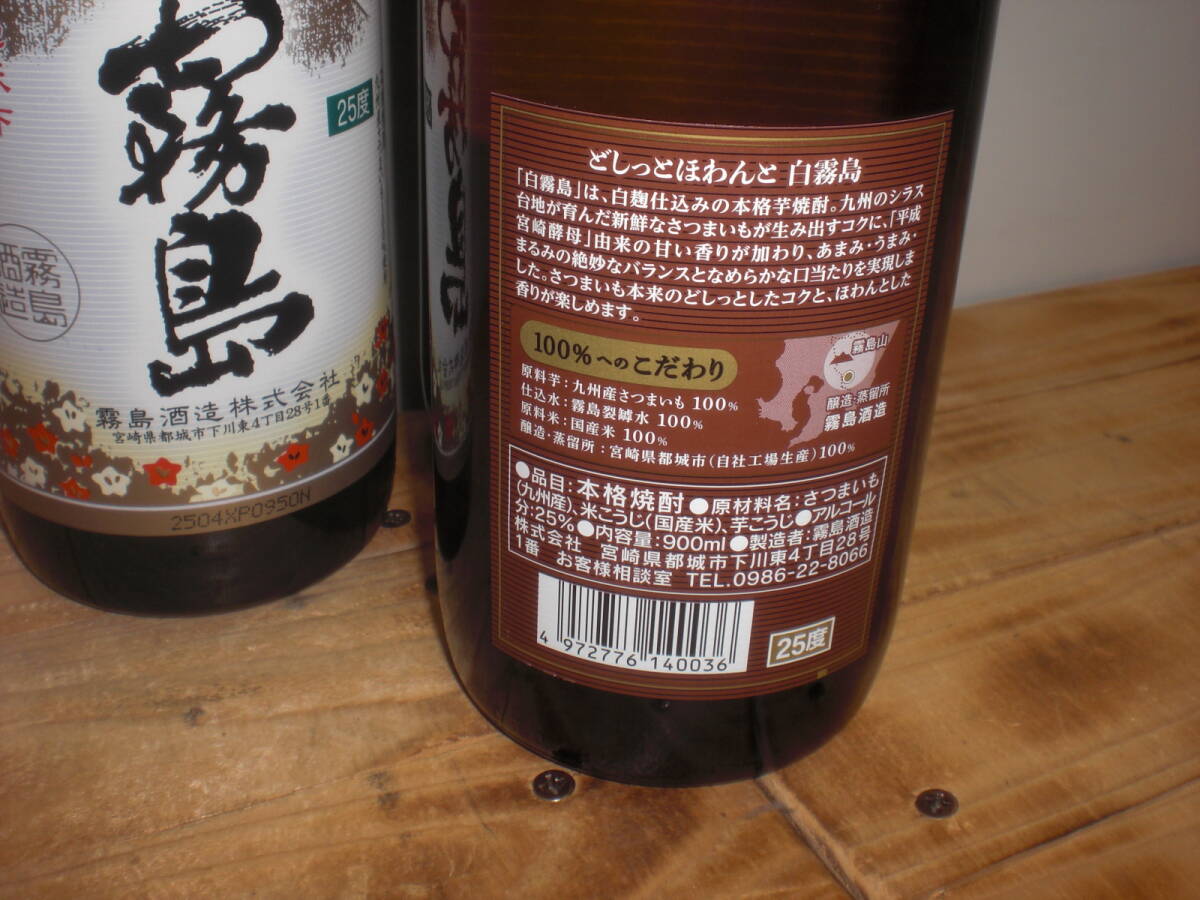 霧島
25度
霧島酒造
霧島酒造株式会社
宮崎県都城市下川東4丁目28号1番
2504XP0950N
どしっとほわんと 白霧島
「白霧島」は、白麹仕込みの本格芋焼酎。九州のシラス
台地が育んだ新鮮なさつまいもが生み出すコクに、「平成
宮崎酵母」由来の甘い香りが加わり、あまみ・うまみ・
まるみの絶妙なバランスとなめらかな口当たりを実現しま
した。さつまいも本来のどしっとしたコクと、ほわんとした
香りが楽しめます。
100%へのこだわり
原料芋：九州産さつまいも 100%
仕込水：霧島裂罅水 100%
原料米：国産米 100%
醸造・蒸留所：宮崎県都城市(自社工場生産)100%
霧島山
醸造・蒸留所
霧島酒造
●品目：本格焼酎●原材料名：さつまいも
(九州産)、米こうじ(国産米)、芋こうじ●アルコール
分：25%●内容量：900ml●製造者：霧島酒造
株式会社 宮崎県都城市下川東4丁目28号
1番 お客様相談室 TEL.0986-22-8066
4 972776 140036
25度